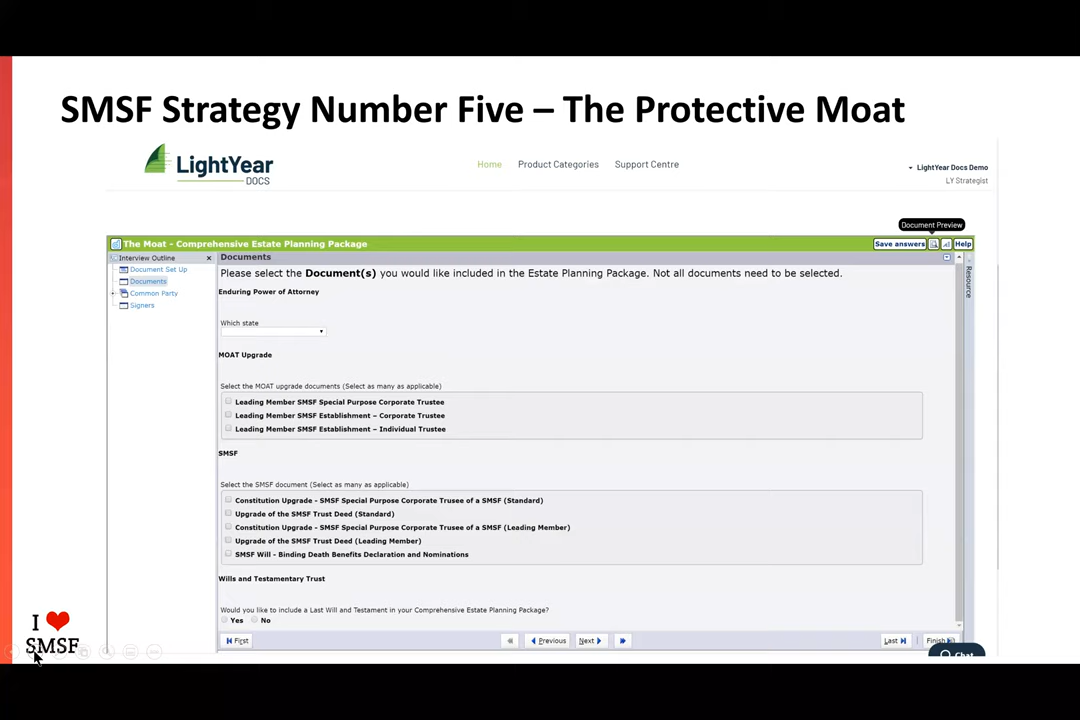 SMSF Strategy Number Five – The Protective Moat
LightYear
DOCS
Home Product Categories Support Centre
LightYear Docs Demo
LY Strategist
Document Preview
The Moat - Comprehensive Estate Planning Package
Save answers Help
Interview Outline
Document Set Up
Documents
Common Party
Signers
Documents
Please select the Document(s) you would like included in the Estate Planning Package. Not all documents need to be selected.
Enduring Power of Attorney
Which state
MOAT Upgrade
Select the MOAT upgrade documents (Select as many as applicable)
Leading Member SMSF Special Purpose Corporate Trustee
Leading Member SMSF Establishment – Corporate Trustee
Leading Member SMSF Establishment – Individual Trustee
SMSF
Select the SMSF document (Select as many as applicable)
Constitution Upgrade - SMSF Special Purpose Corporate Trusee of a SMSF (Standard)
Upgrade of the SMSF Trust Deed (Standard)
Constitution Upgrade - SMSF Special Purpose Corporate Trusee of a SMSF (Leading Member)
Upgrade of the SMSF Trust Deed (Leading Member)
SMSF Will - Binding Death Benefits Declaration and Nominations
Wills and Testamentary Trust
Would you like to include a Last Will and Testament in your Comprehensive Estate Planning Package?
Yes No
First Previous Next Last Finish
Resource
Chat
I ❤
SMSF